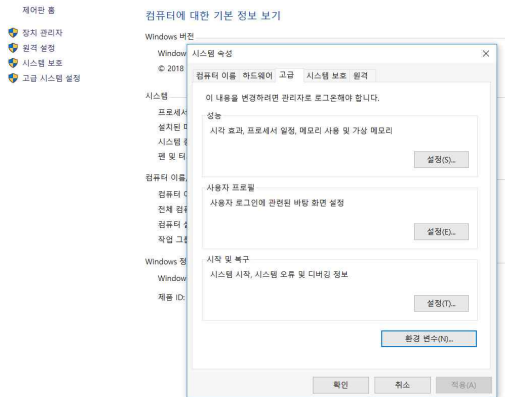 제어판 홈
장치 관리자
원격 설정
시스템 보호
고급 시스템 설정
컴퓨터에 대한 기본 정보 보기
Windows 버전
Window
© 2018
시스템
프로세서
설치된
시스템
펜 및 터
컴퓨터 이름,
컴퓨터
전체 컴퓨
컴퓨터
작업 그룹
Windows 정
Window
제품 ID:
시스템 속성
컴퓨터 이름 하드웨어 고급 시스템 보호 원격
이 내용을 변경하려면 관리자로 로그온해야 합니다.
성능
시각 효과, 프로세서 일정, 메모리 사용 및 가상 메모리
설정(S)...
사용자 프로필
사용자 로그인에 관련된 바탕 화면 설정
설정(E)...
시작 및 복구
시스템 시작, 시스템 오류 및 디버깅 정보
설정(T)...
환경 변수(N)...
확인 취소 적용(A)